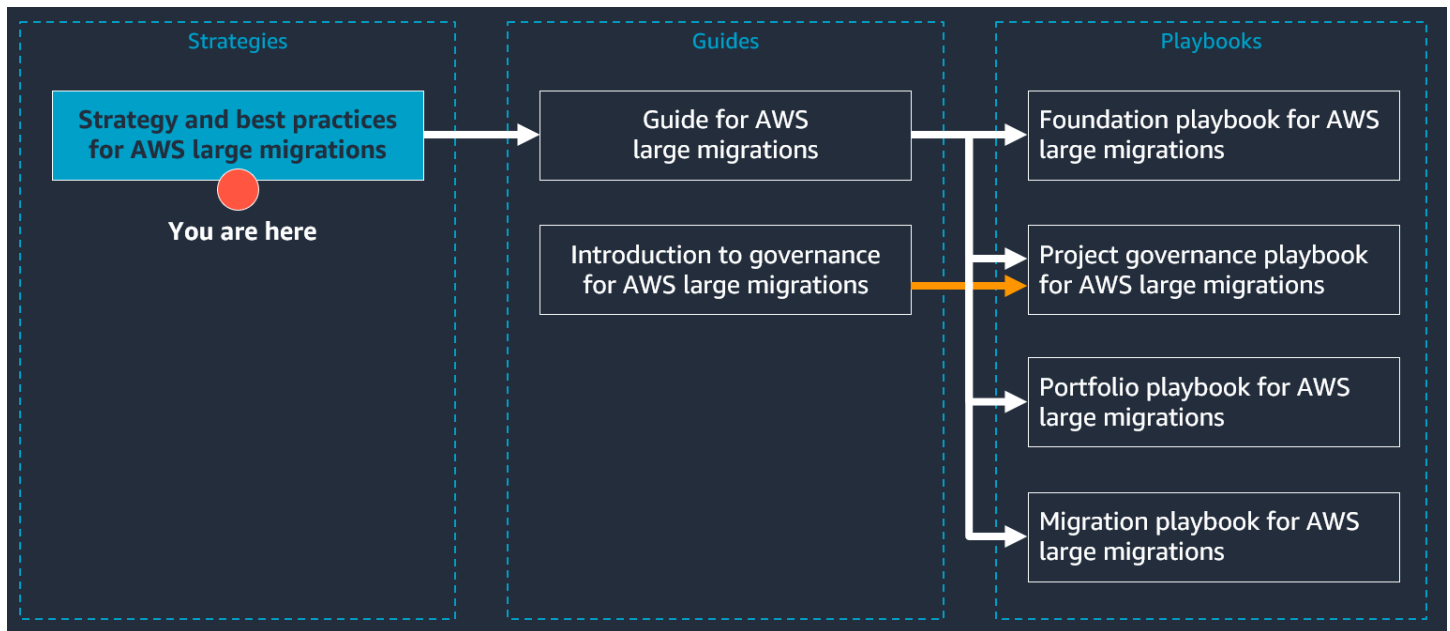 Strategies
Strategy and best practices
for AWS large migrations
You are here
Guides
Guide for AWS
large migrations
Introduction to governance
for AWS large migrations
Playbooks
Foundation playbook for AWS
large migrations
Project governance playbook
for AWS large migrations
Portfolio playbook for AWS
large migrations
Migration playbook for AWS
large migrations